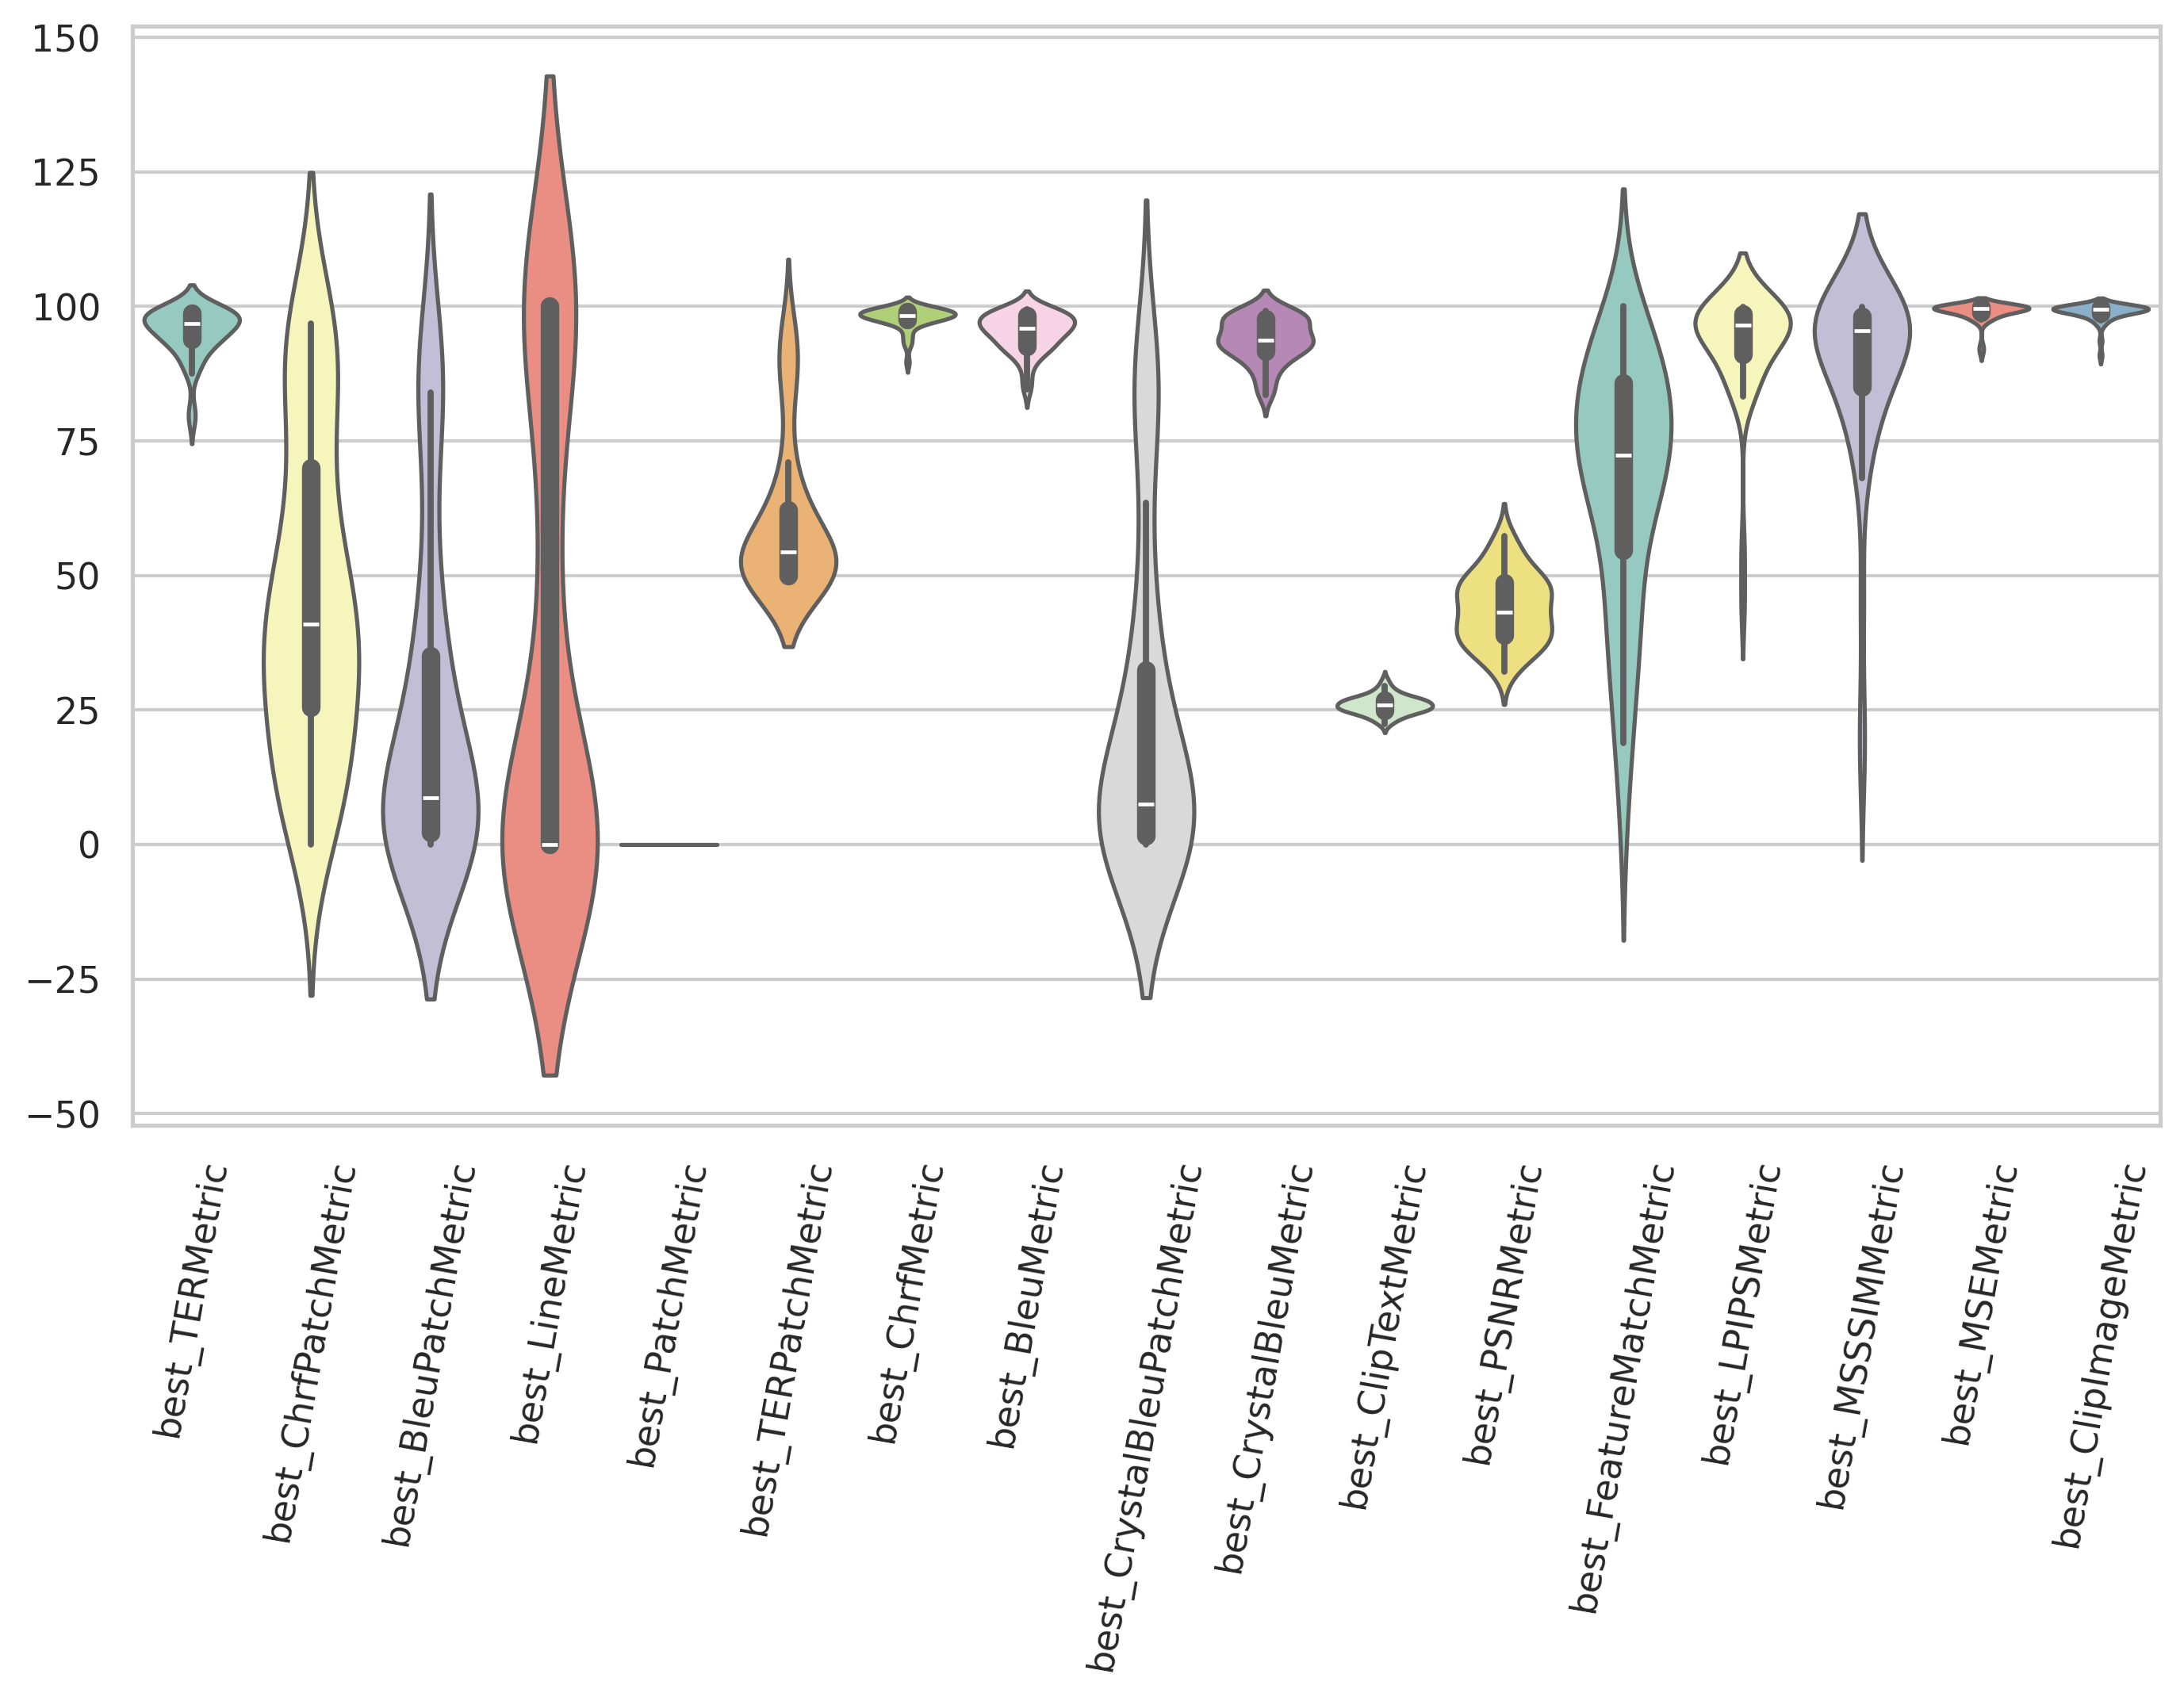 150
125
100
75
50
25
0
−25
−50
best_TERMetric
best_ChrfPatchMetric
best_BleuPatchMetric
best_LineMetric
best_PatchMetric
best_TERPatchMetric
best_ChrfMetric
best_BleuMetric
best_CrystalBleuPatchMetric
best_CrystalBleuMetric
best_ClipTextMetric
best_PSNRMetric
best_FeatureMatchMetric
best_LPIPSMetric
best_MSSSIMMetric
best_MSEMetric
best_ClipImageMetric